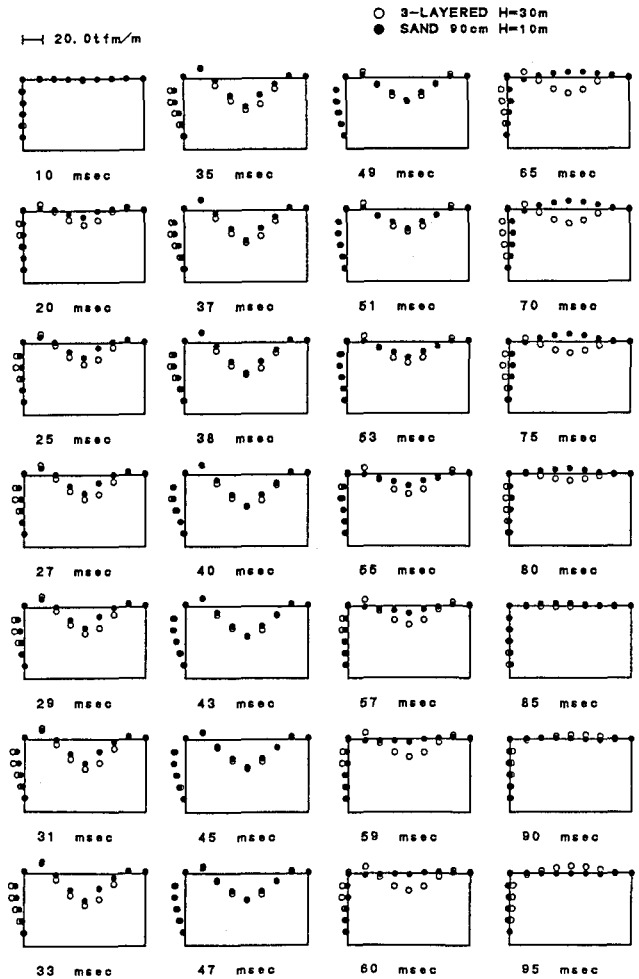 ○ 3-LAYERED H=30m
● SAND 90cm H=10m
20.0tfm/m
10 msec
35 msec
49 msec
65 msec
20 msec
37 msec
51 msec
70 msec
25 msec
38 msec
53 msec
75 msec
27 msec
40 msec
55 msec
80 msec
29 msec
43 msec
57 msec
85 msec
31 msec
45 msec
59 msec
90 msec
33 msec
47 msec
60 msec
95 msec